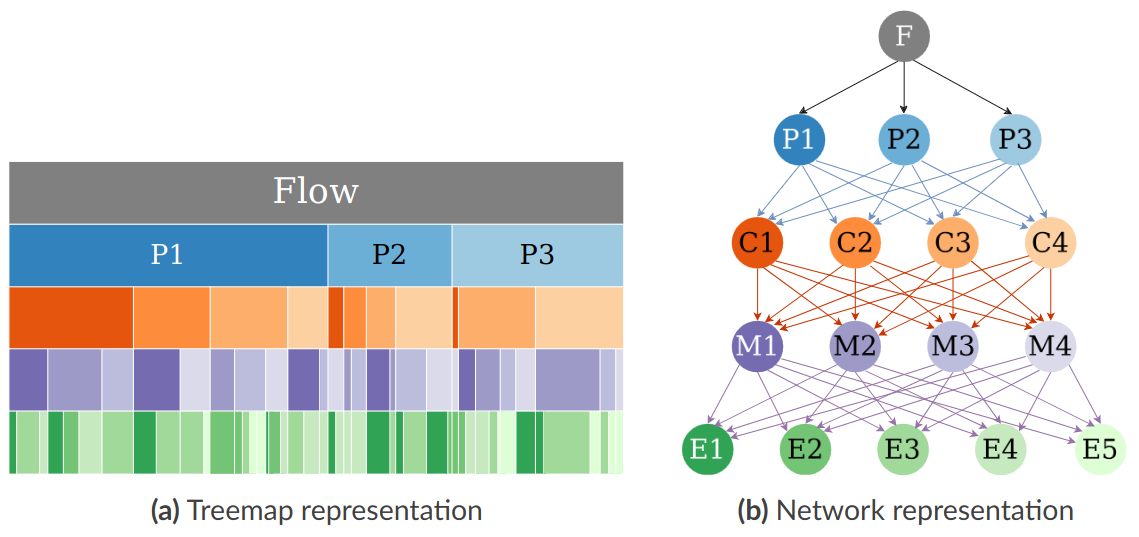 Flow
P1 P2 P3
(a) Treemap representation
F
P1 P2 P3
C1 C2 C3 C4
M1 M2 M3 M4
E1 E2 E3 E4 E5
(b) Network representation